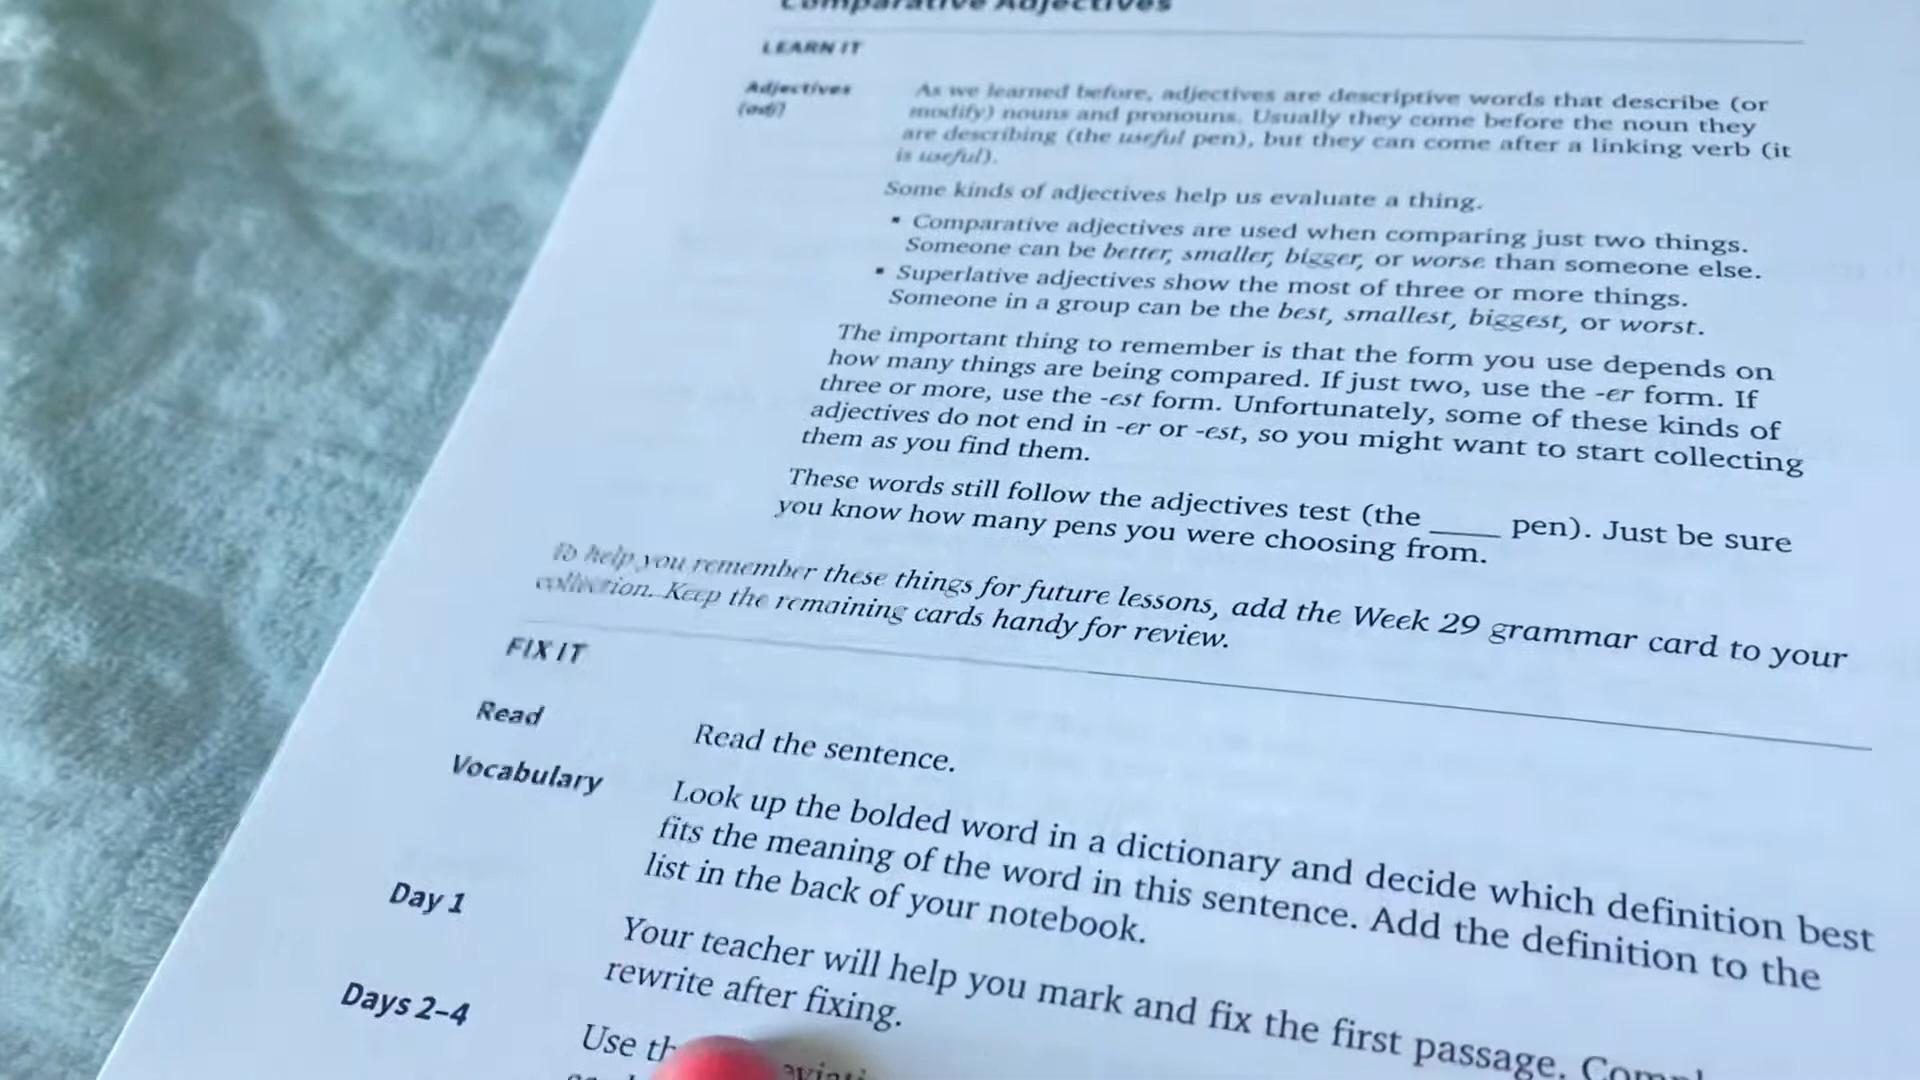 Comparative Adjectives
LEARN IT
Adjectives
(adj)
As we learned before, adjectives are descriptive words that describe (or
modify) nouns and pronouns. Usually they come before the noun they
are describing (the useful pen), but they can come after a linking verb (it
is useful).
Some kinds of adjectives help us evaluate a thing.
▪ Comparative adjectives are used when comparing just two things.
Someone can be better, smaller, bigger, or worse than someone else.
▪ Superlative adjectives show the most of three or more things.
Someone in a group can be the best, smallest, biggest, or worst.
The important thing to remember is that the form you use depends on
how many things are being compared. If just two, use the -er form. If
three or more, use the -est form. Unfortunately, some of these kinds of
adjectives do not end in -er or -est, so you might want to start collecting
them as you find them.
These words still follow the adjectives test (the _____ pen). Just be sure
you know how many pens you were choosing from.
To help you remember these things for future lessons, add the Week 29 grammar card to your
collection. Keep the remaining cards handy for review.
FIX IT
Read
Read the sentence.
Vocabulary
Look up the bolded word in a dictionary and decide which definition best
fits the meaning of the word in this sentence. Add the definition to the
list in the back of your notebook.
Day 1
Your teacher will help you mark and fix the first passage.
rewrite after fixing.
Days 2–4
Use